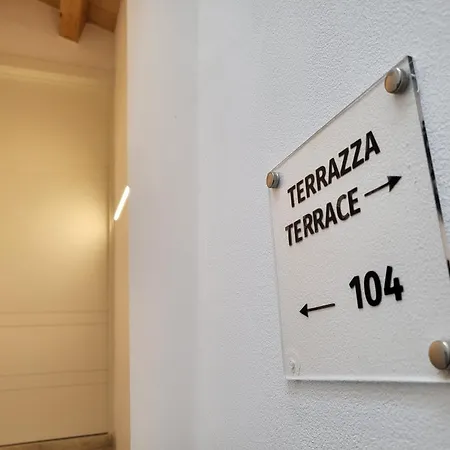 TERRAZZA
TERRACE →
← 104